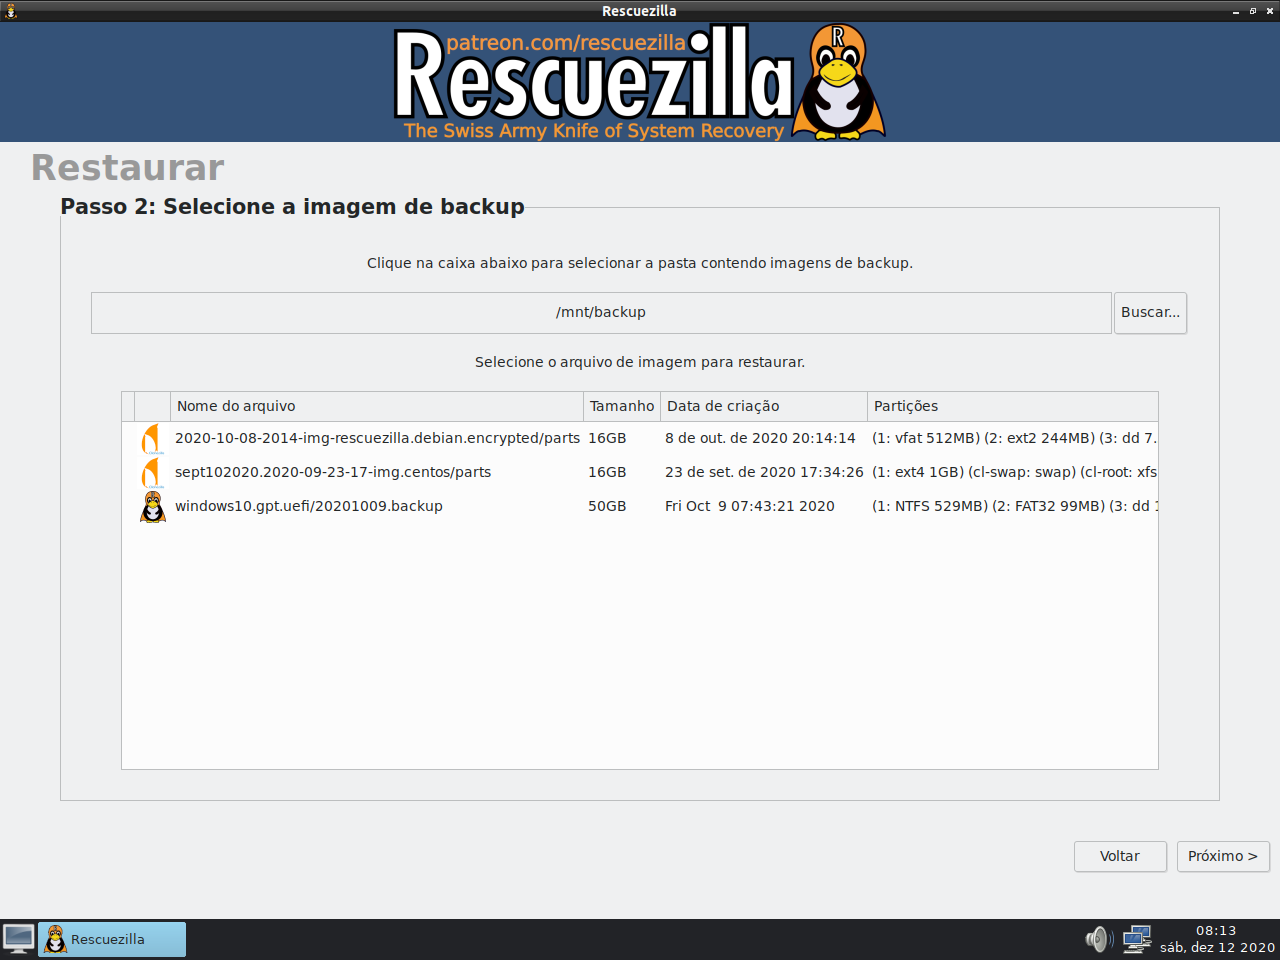 Rescuezilla
patreon.com/rescuezilla
Rescuezilla
R
The Swiss Army Knife of System Recovery
Restaurar
Passo 2: Selecione a imagem de backup
Clique na caixa abaixo para selecionar a pasta contendo imagens de backup.
/mnt/backup Buscar...
Selecione o arquivo de imagem para restaurar.
Nome do arquivo Tamanho Data de criação Partições
2020-10-08-2014-img-rescuezilla.debian.encrypted/parts 16GB 8 de out. de 2020 20:14:14 (1: vfat 512MB) (2: ext2 244MB) (3: dd 7.
sept102020.2020-09-23-17-img.centos/parts 16GB 23 de set. de 2020 17:34:26 (1: ext4 1GB) (cl-swap: swap) (cl-root: xfs
windows10.gpt.uefi/20201009.backup 50GB Fri Oct  9 07:43:21 2020 (1: NTFS 529MB) (2: FAT32 99MB) (3: dd 1
Voltar Próximo >
Rescuezilla
08:13
sáb, dez 12 2020